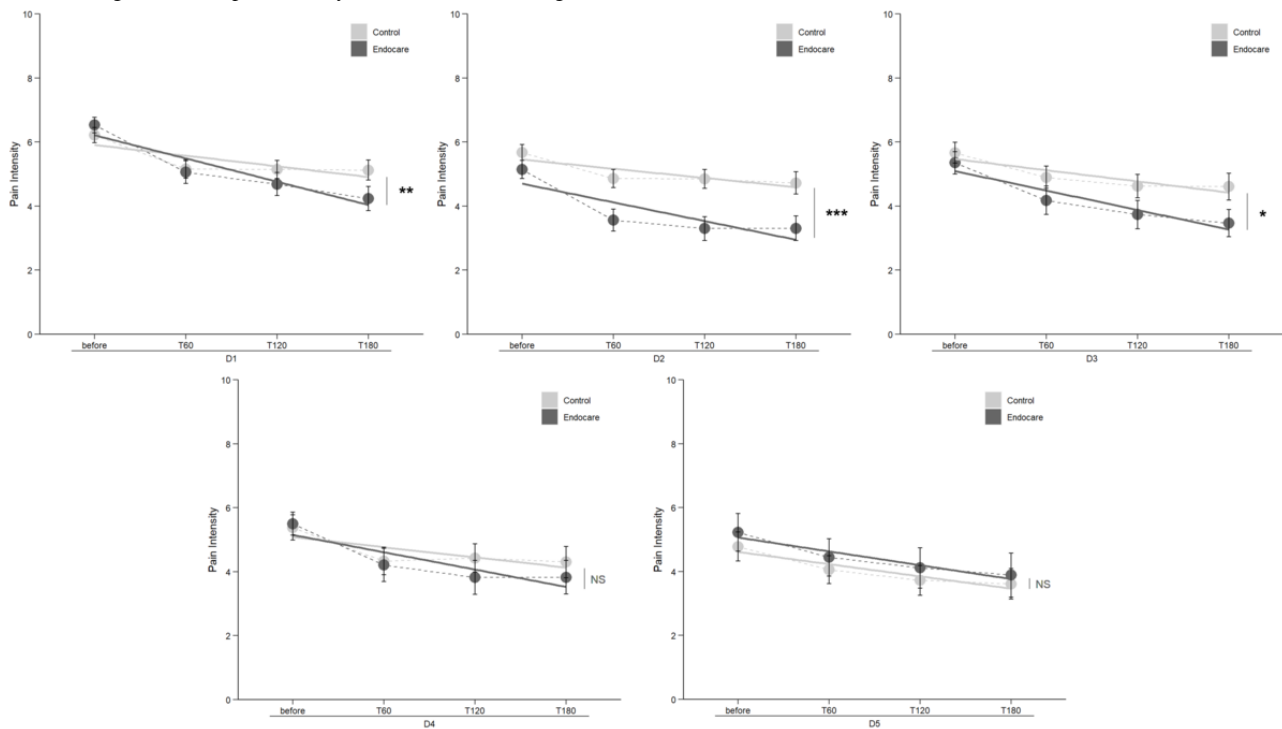 10
8
6
4
2
0
Pain Intensity
Control
Endocare
**
before T60 T120 T180
D1
10
8
6
4
2
0
Pain Intensity
Control
Endocare
***
before T60 T120 T180
D2
10
8
6
4
2
0
Pain Intensity
Control
Endocare
*
before T60 T120 T180
D3
10
8
6
4
2
0
Pain Intensity
Control
Endocare
NS
before T60 T120 T180
D4
10
8
6
4
2
0
Pain Intensity
Control
Endocare
NS
before T60 T120 T180
D5